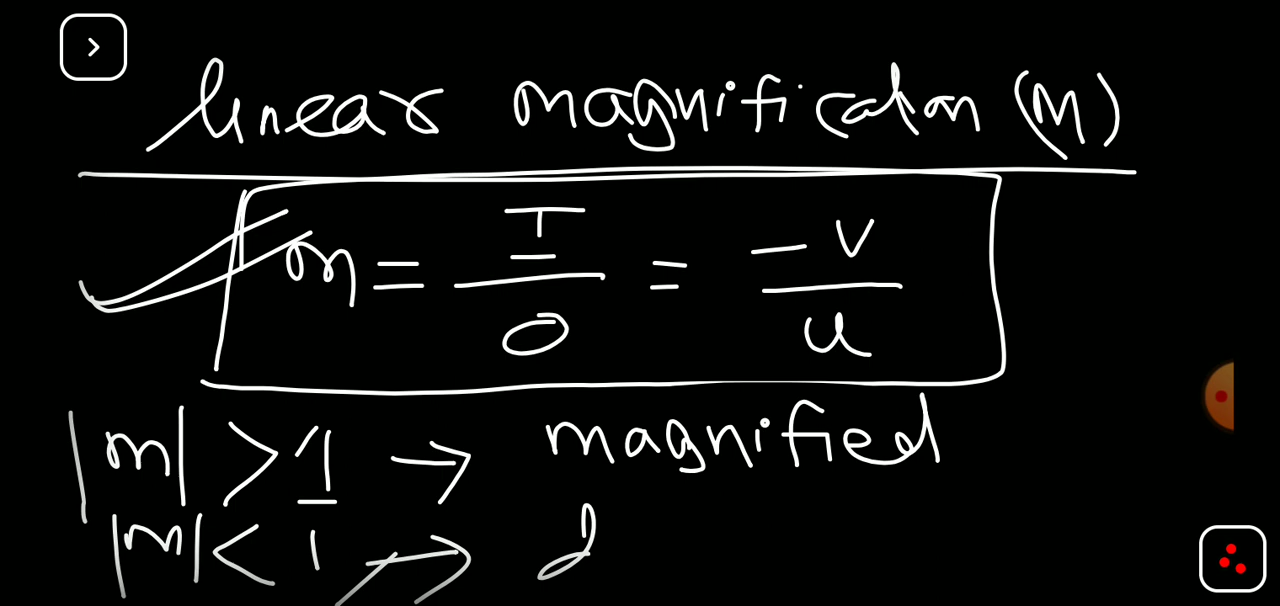 linear magnification (m)
m = I/O = -v/u
|m| > 1 → magnified
|m| < 1 → d